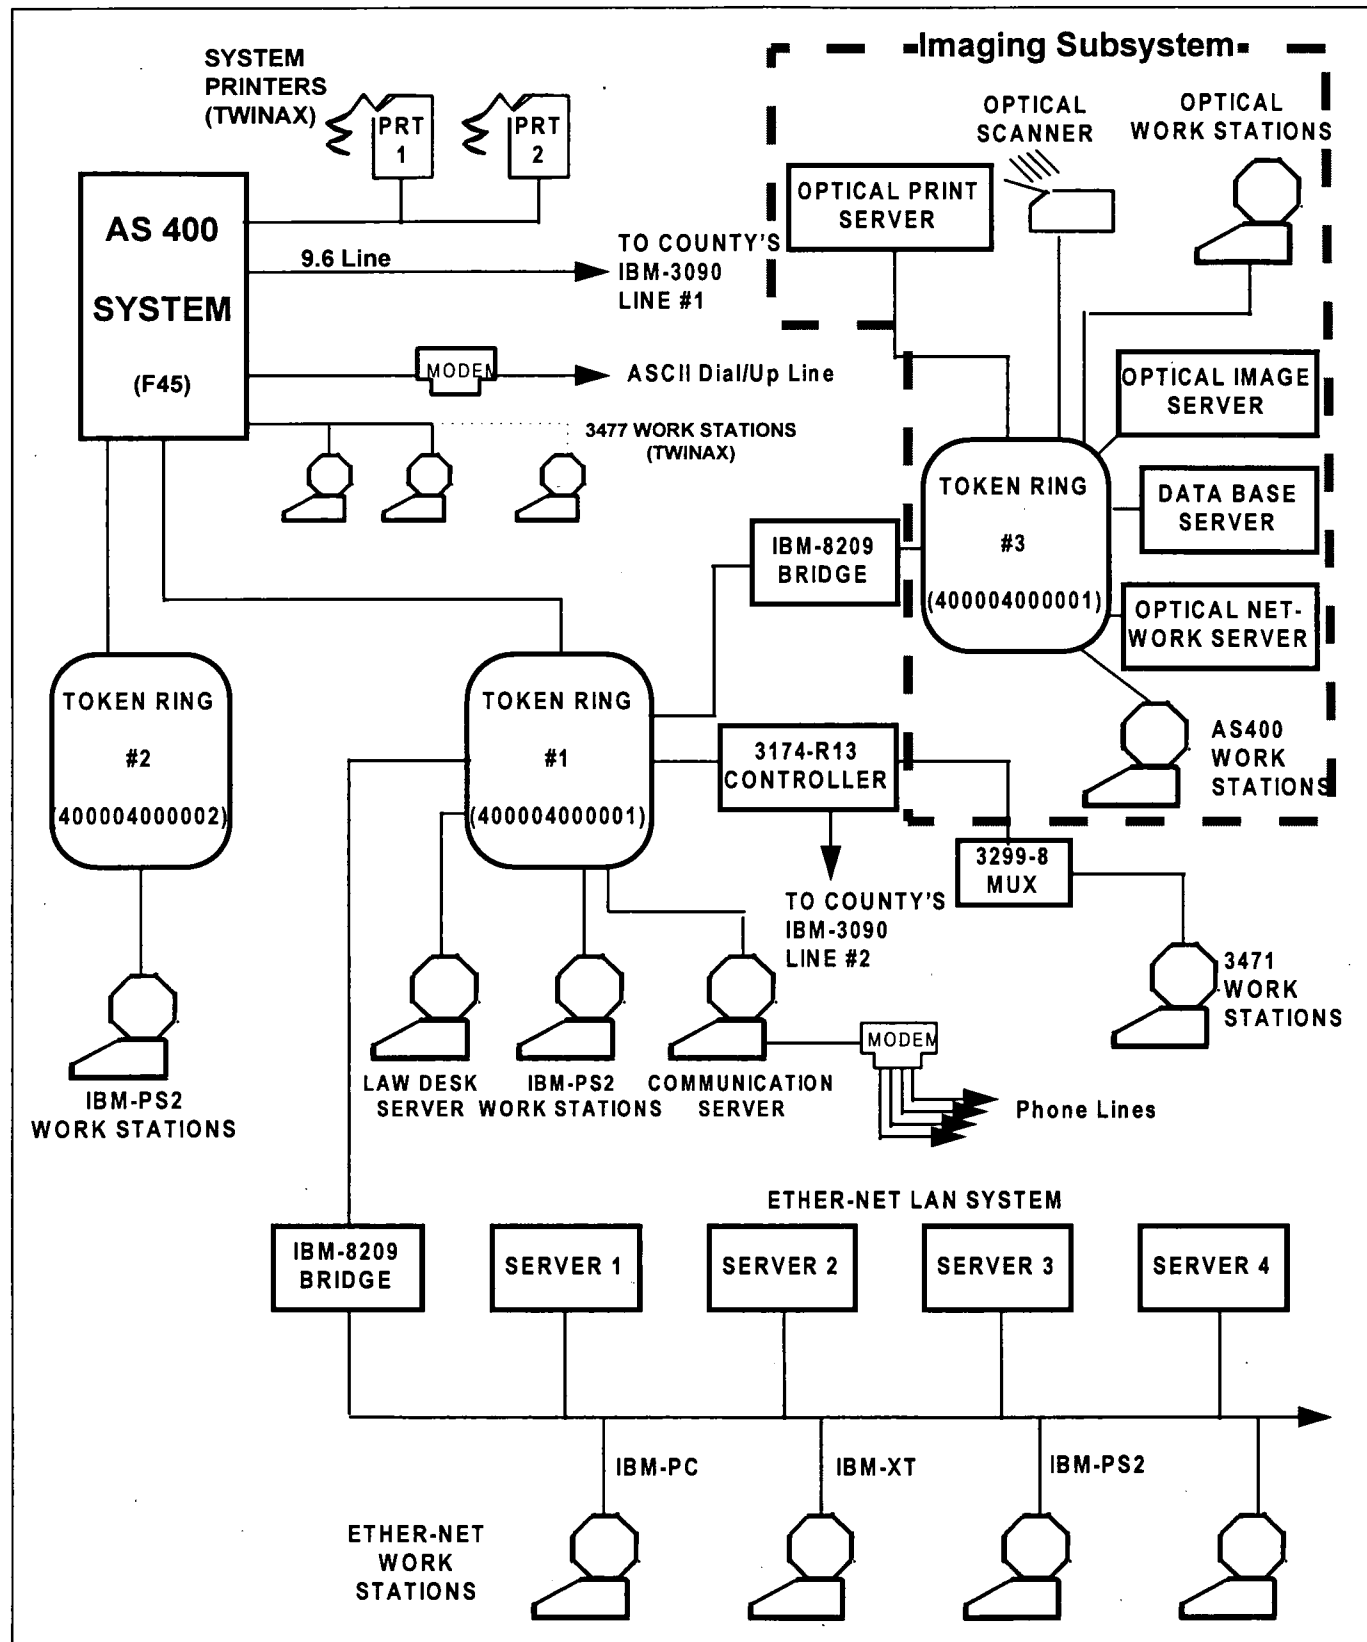 Imaging Subsystem
SYSTEM
PRINTERS
(TWINAX)
PRT
1
PRT
2
OPTICAL
SCANNER
OPTICAL
WORK STATIONS
OPTICAL PRINT
SERVER
AS 400
SYSTEM
(F45)
9.6 Line
TO COUNTY'S
IBM-3090
LINE #1
MODEM
ASCII Dial/Up Line
3477 WORK STATIONS
(TWINAX)
OPTICAL IMAGE
SERVER
TOKEN RING
#3
(400004000001)
DATA BASE
SERVER
IBM-8209
BRIDGE
OPTICAL NET-
WORK SERVER
TOKEN RING
#2
(400004000002)
TOKEN RING
#1
(400004000001)
3174-R13
CONTROLLER
AS400
WORK
STATIONS
3299-8
MUX
TO COUNTY'S
IBM-3090
LINE #2
3471
WORK
STATIONS
IBM-PS2
WORK STATIONS
LAW DESK
SERVER
IBM-PS2
WORK STATIONS
COMMUNICATION
SERVER
MODEM
Phone Lines
ETHER-NET LAN SYSTEM
IBM-8209
BRIDGE
SERVER 1
SERVER 2
SERVER 3
SERVER 4
IBM-PC
IBM-XT
IBM-PS2
ETHER-NET
WORK
STATIONS